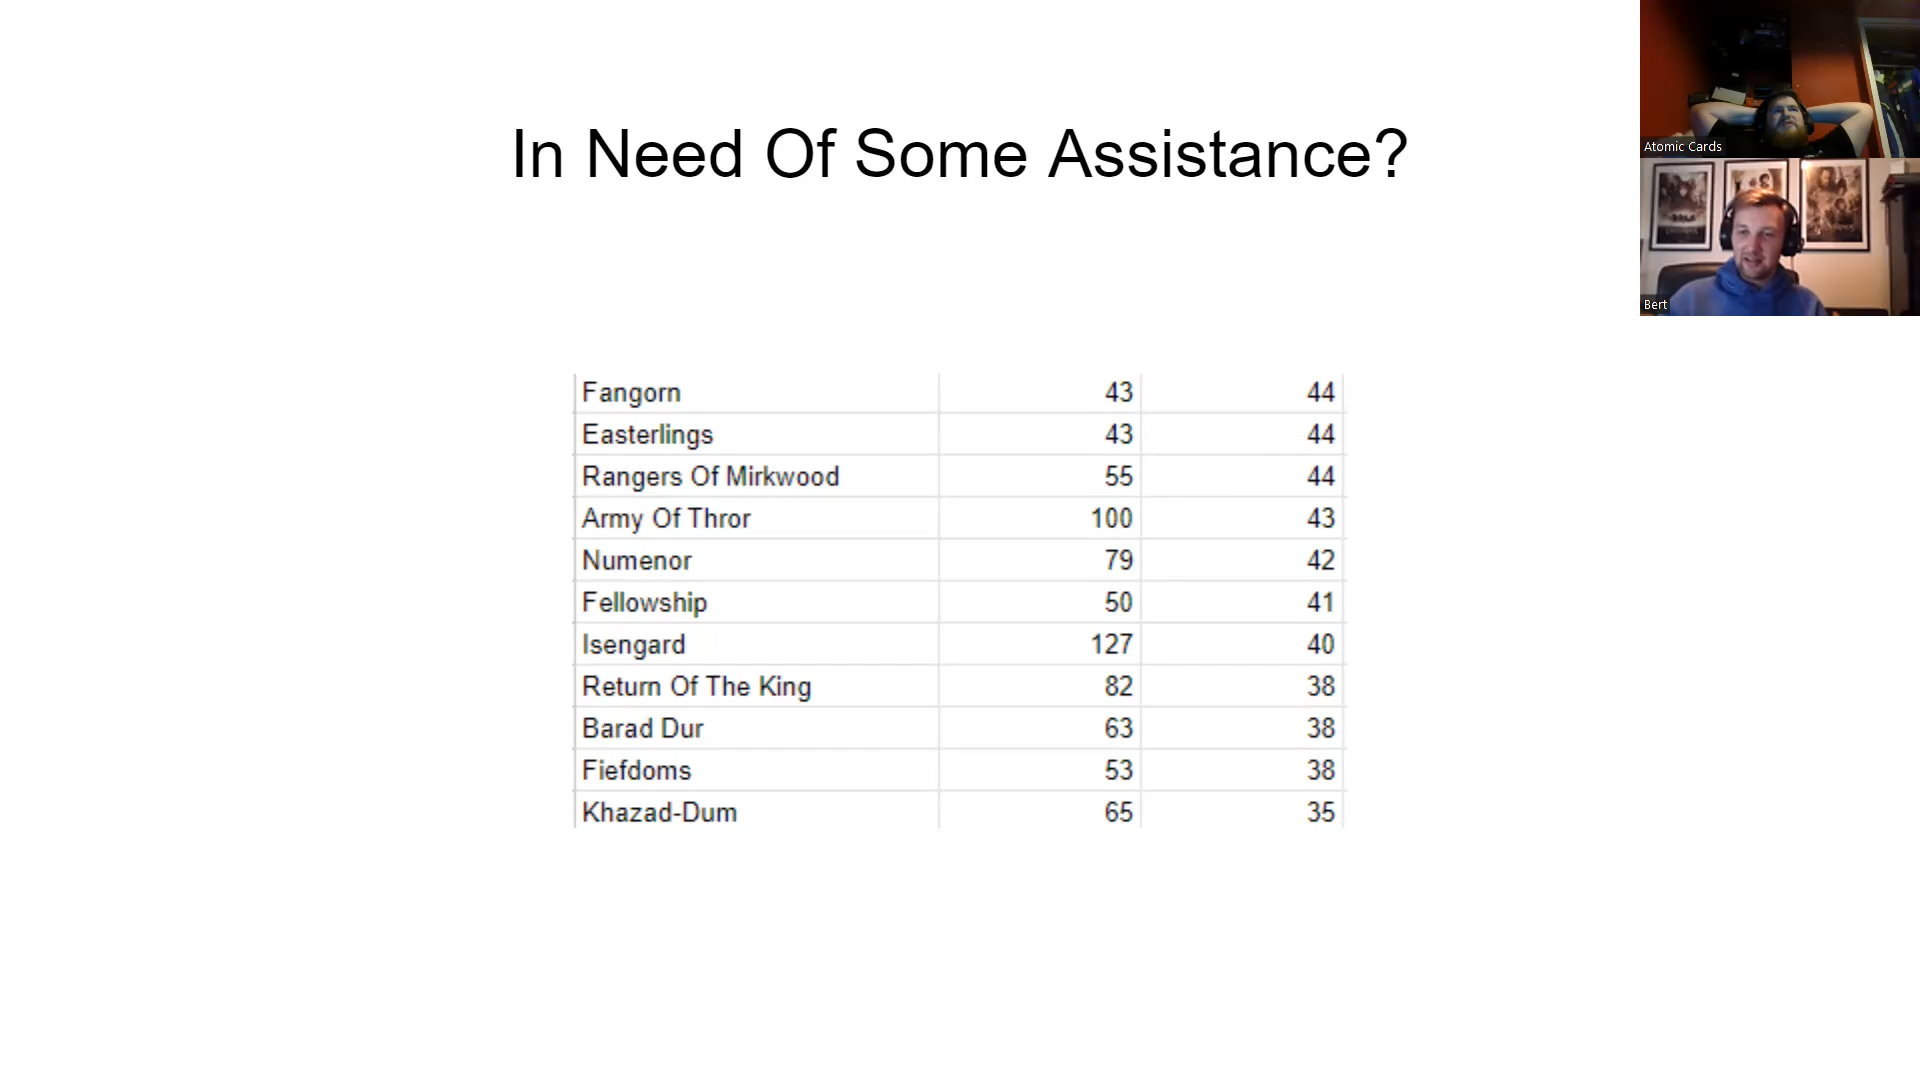 In Need Of Some Assistance?
Atomic Cards
Bert
Fangorn 43 44
Easterlings 43 44
Rangers Of Mirkwood 55 44
Army Of Thror 100 43
Numenor 79 42
Fellowship 50 41
Isengard 127 40
Return Of The King 82 38
Barad Dur 63 38
Fiefdoms 53 38
Khazad-Dum 65 35